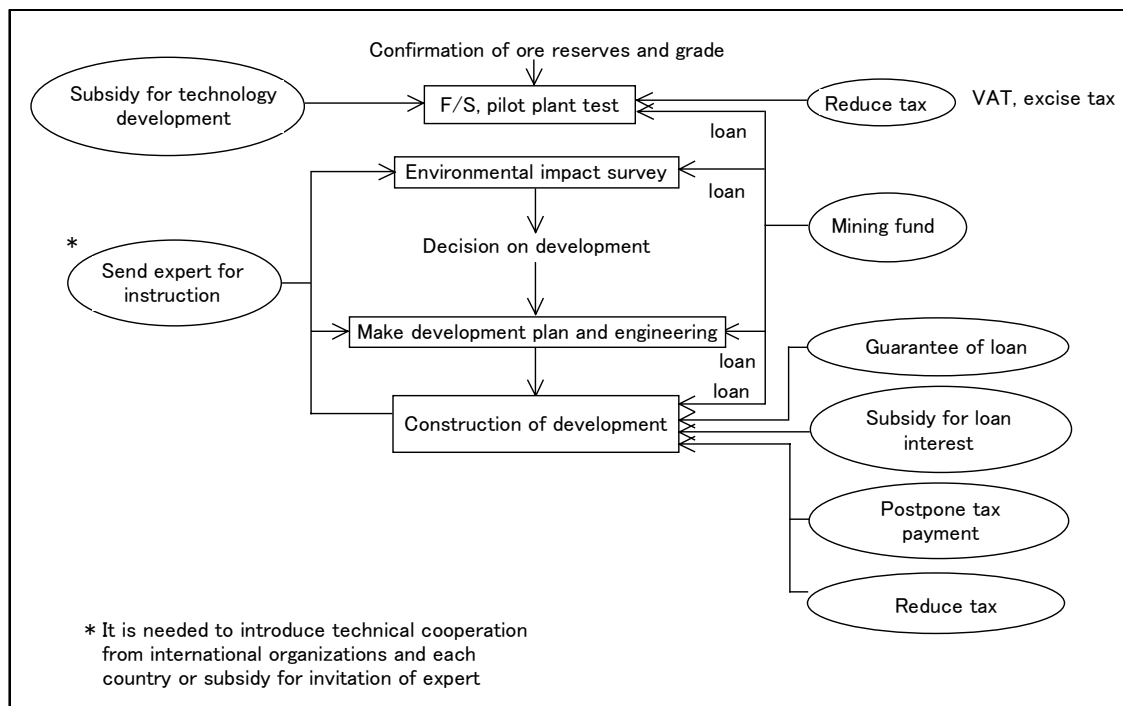 Confirmation of ore reserves and grade
Subsidy for technology
development
F/S, pilot plant test
Reduce tax
VAT, excise tax
loan
Environmental impact survey
loan
Mining fund
Decision on development
*
Send expert for
instruction
Make development plan and engineering
loan
Guarantee of loan
loan
Construction of development
Subsidy for loan
interest
Postpone tax
payment
Reduce tax
* It is needed to introduce technical cooperation
from international organizations and each
country or subsidy for invitation of expert